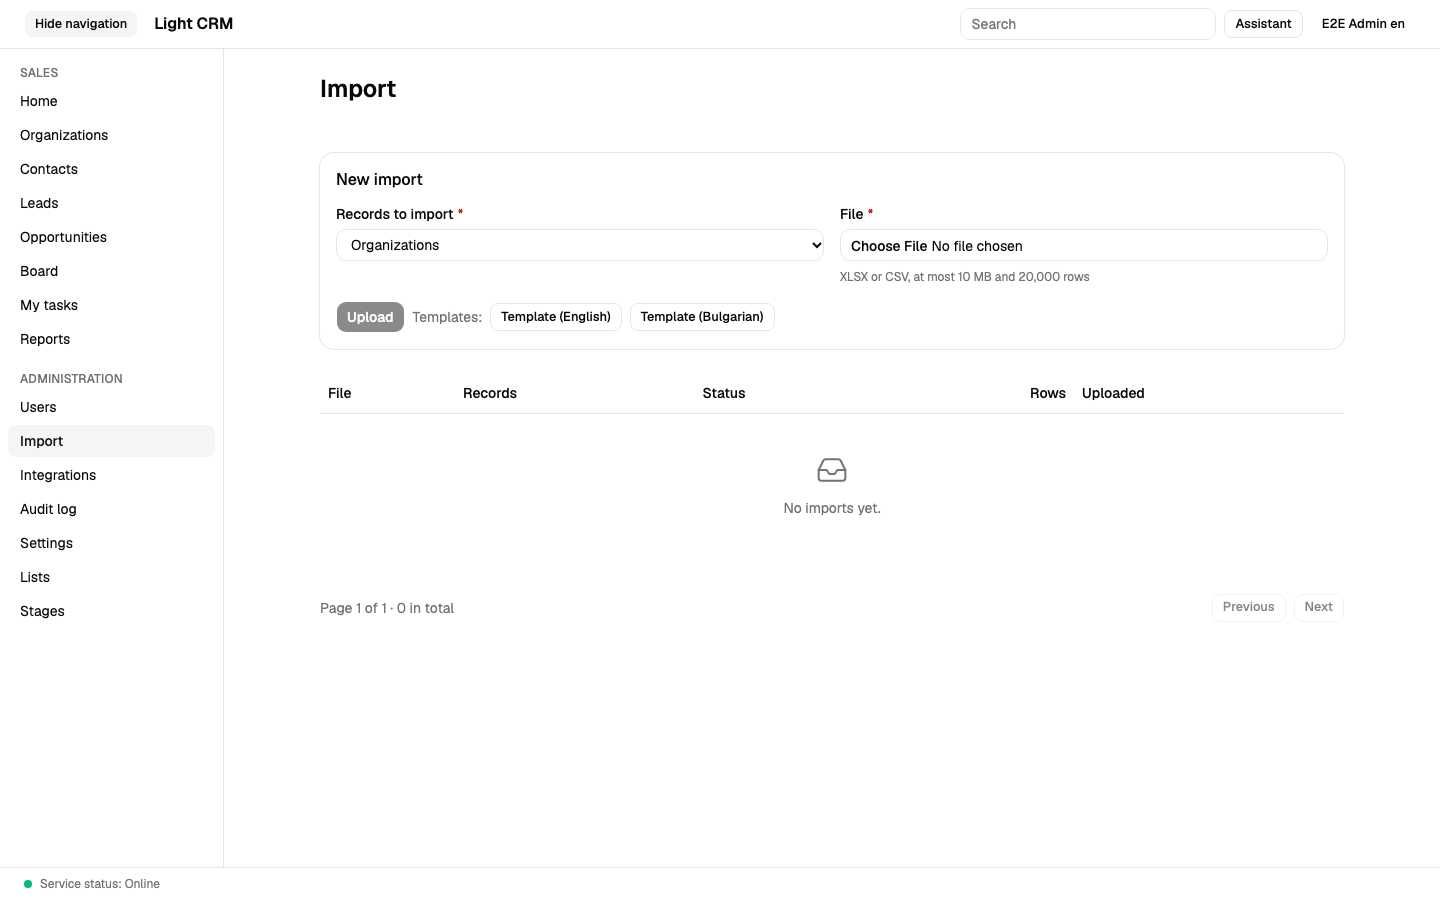 Hide navigation
Light CRM
Search
Assistant
E2E Admin en
SALES
Home
Organizations
Contacts
Leads
Opportunities
Board
My tasks
Reports
ADMINISTRATION
Users
Import
Integrations
Audit log
Settings
Lists
Stages
Import
New import
Records to import *
Organizations
File *
Choose File No file chosen
XLSX or CSV, at most 10 MB and 20,000 rows
Upload
Templates:
Template (English)
Template (Bulgarian)
File Records Status Rows Uploaded
No imports yet.
Page 1 of 1 · 0 in total
Previous
Next
Service status: Online